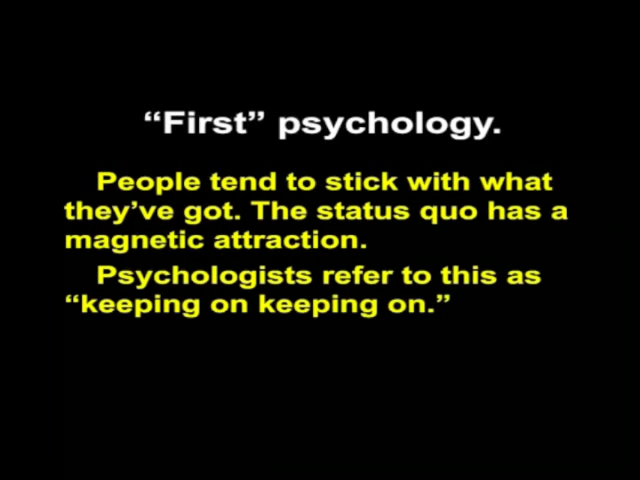 “First” psychology.
People tend to stick with what
they’ve got. The status quo has a
magnetic attraction.
Psychologists refer to this as
“keeping on keeping on.”